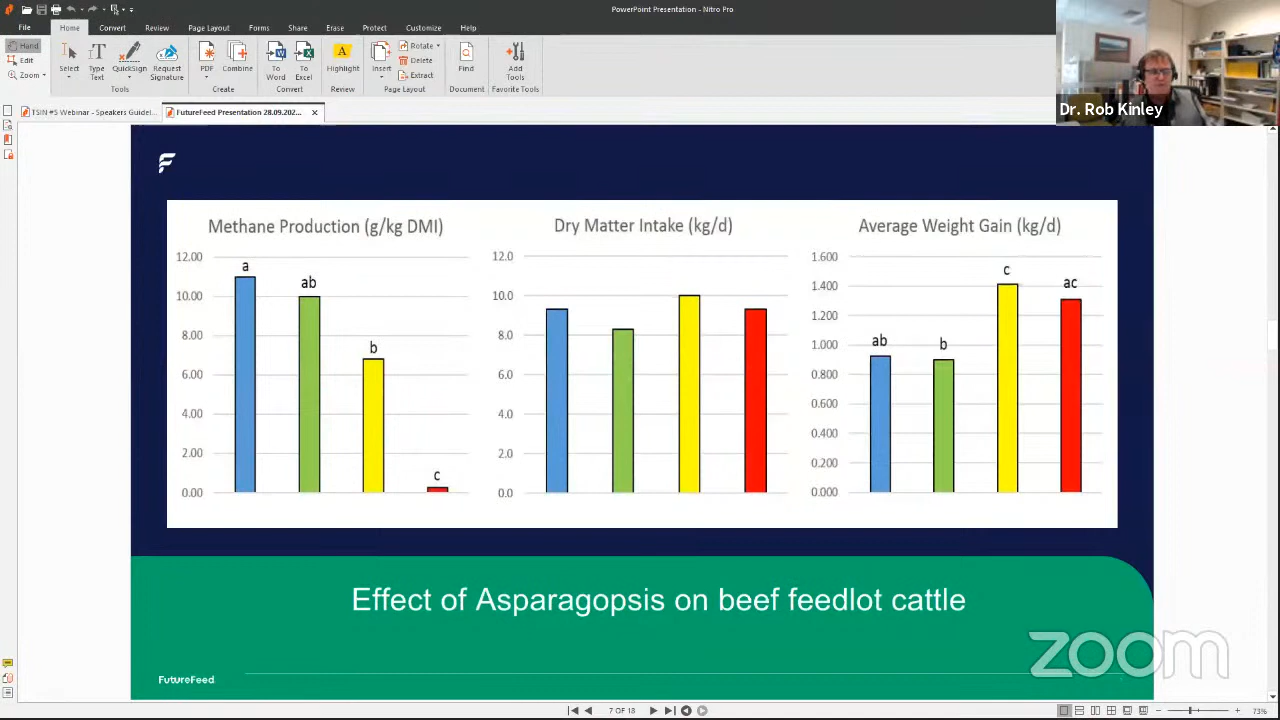 PowerPoint Presentation - Nitro Pro
File Home Convert Review Page Layout Forms Share Erase Protect Help
Hand
Edit
Zoom
Select
Type Text
QuickSign
Request Signature
Tools
PDF
Combine
Create
To Word
To Excel
Convert
Highlight
Review
Insert
Rotate
Delete
Extract
Page Layout
Find
Document
Add Tools
Favorite Tools
Dr. Rob Kinley
TSIN #5 Webinar - Speakers Guidel...
FutureFeed Presentation 28.09.202...
Methane Production (g/kg DMI)
12.00
10.00
8.00
6.00
4.00
2.00
0.00
a
ab
b
c
Dry Matter Intake (kg/d)
12.0
10.0
8.0
6.0
4.0
2.0
0.0
Average Weight Gain (kg/d)
1.600
1.400
1.200
1.000
0.800
0.600
0.400
0.200
0.000
ab
b
c
ac
Effect of Asparagopsis on beef feedlot cattle
zoom
FutureFeed
7 OF 18
73%